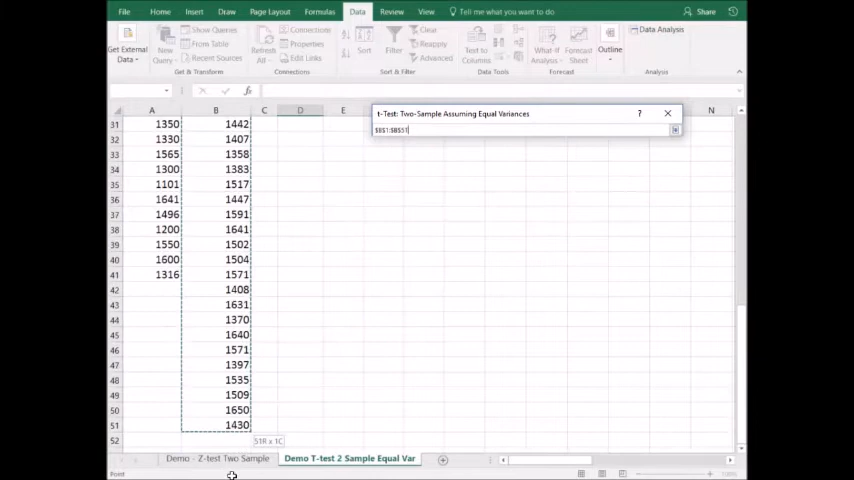 File Home Insert Draw Page Layout Formulas Data Review View Tell me what you want to do Share
Get External Data
New Query
Show Queries
From Table
Recent Sources
Get & Transform
Refresh All
Connections
Properties
Edit Links
Connections
Sort
Filter
Clear
Reapply
Advanced
Sort & Filter
Text to Columns
Data Tools
What-If Analysis
Forecast Sheet
Forecast
Outline
Data Analysis
Analysis
fx
A B C D E N
t-Test: Two-Sample Assuming Equal Variances ? ×
$B$1:$B$51
31 1350 1442
32 1330 1407
33 1565 1358
34 1300 1383
35 1101 1517
36 1641 1447
37 1496 1591
38 1200 1641
39 1550 1502
40 1600 1504
41 1316 1571
42 1408
43 1631
44 1370
45 1640
46 1571
47 1397
48 1535
49 1509
50 1650
51 1430
52 51R x 1C
Demo - Z-test Two Sample Demo T-test 2 Sample Equal Var
Point 100%